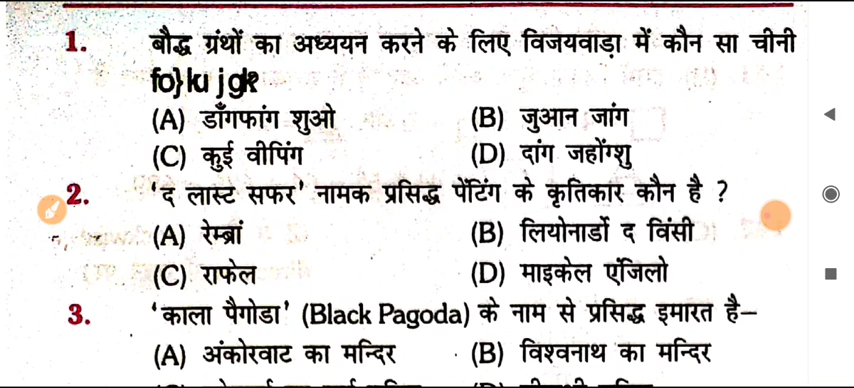 1. बौद्ध ग्रंथों का अध्ययन करने के लिए विजयवाड़ा में कौन सा चीनी
fo}ku jgk?
(A) डाँगफांग शुओ (B) जुआन जांग
(C) कुई वीपिंग (D) दांग जहोंग्शु
2. 'द लास्ट सफर' नामक प्रसिद्ध पेंटिंग के कृतिकार कौन है ?
(A) रेम्ब्रां (B) लियोनार्डो द विंसी
(C) राफेल (D) माइकेल एंजिलो
3. 'काला पैगोडा' (Black Pagoda) के नाम से प्रसिद्ध इमारत है–
(A) अंकोरवाट का मन्दिर (B) विश्वनाथ का मन्दिर